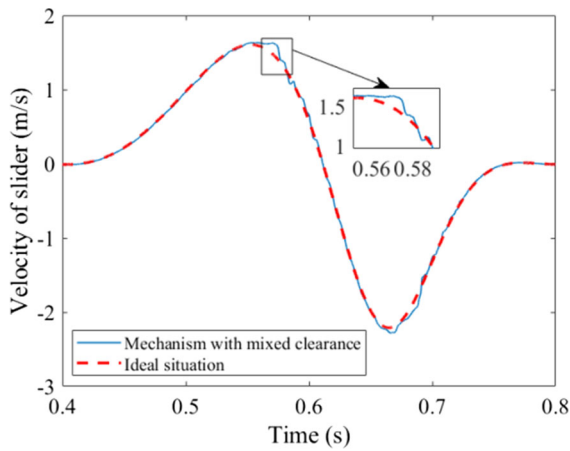 2
1
0
-1
-2
-3
Velocity of slider (m/s)
1.5
1
0.56 0.58
Mechanism with mixed clearance
Ideal situation
0.4 0.5 0.6 0.7 0.8
Time (s)